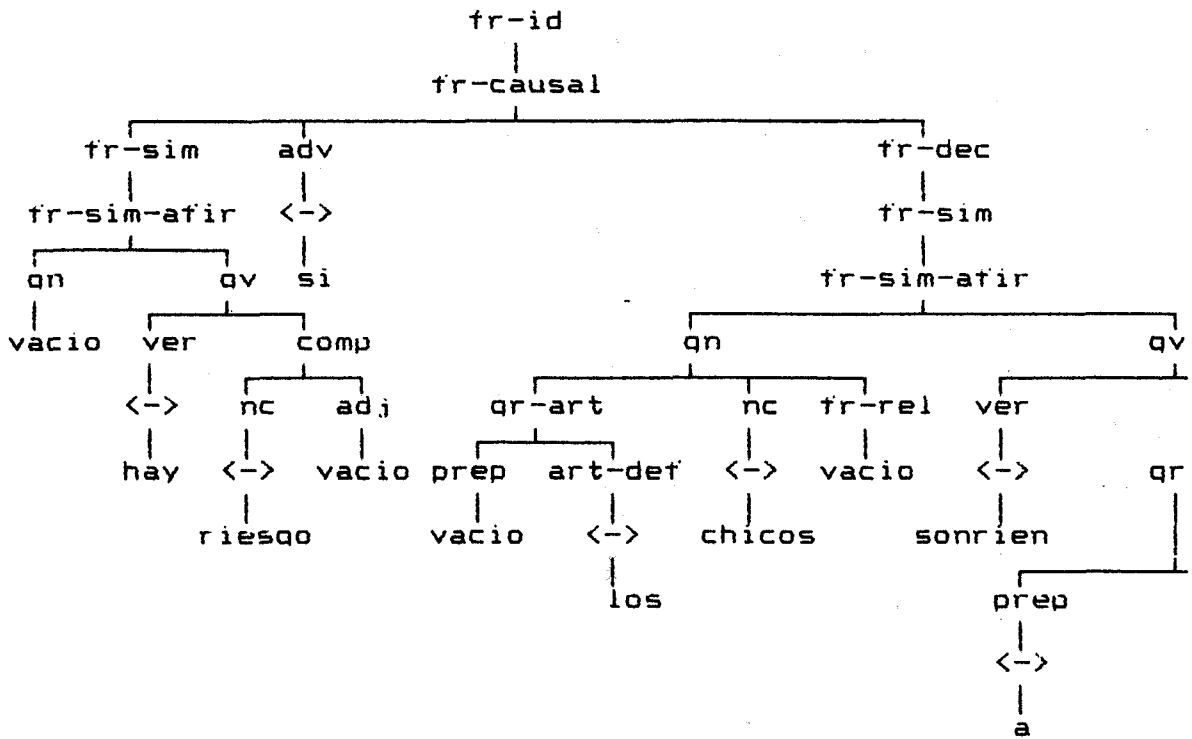 fr-id
fr-causal
fr-sim adv fr-dec
fr-sim-afir <-> fr-sim
gn gv si fr-sim-afir
vacio ver comp gn gv
<-> nc adj gr-art nc fr-rel ver
hay <-> vacio prep art-def <-> vacio <-> gr
riesgo vacio <-> chicos sonrien
los prep
<->
a